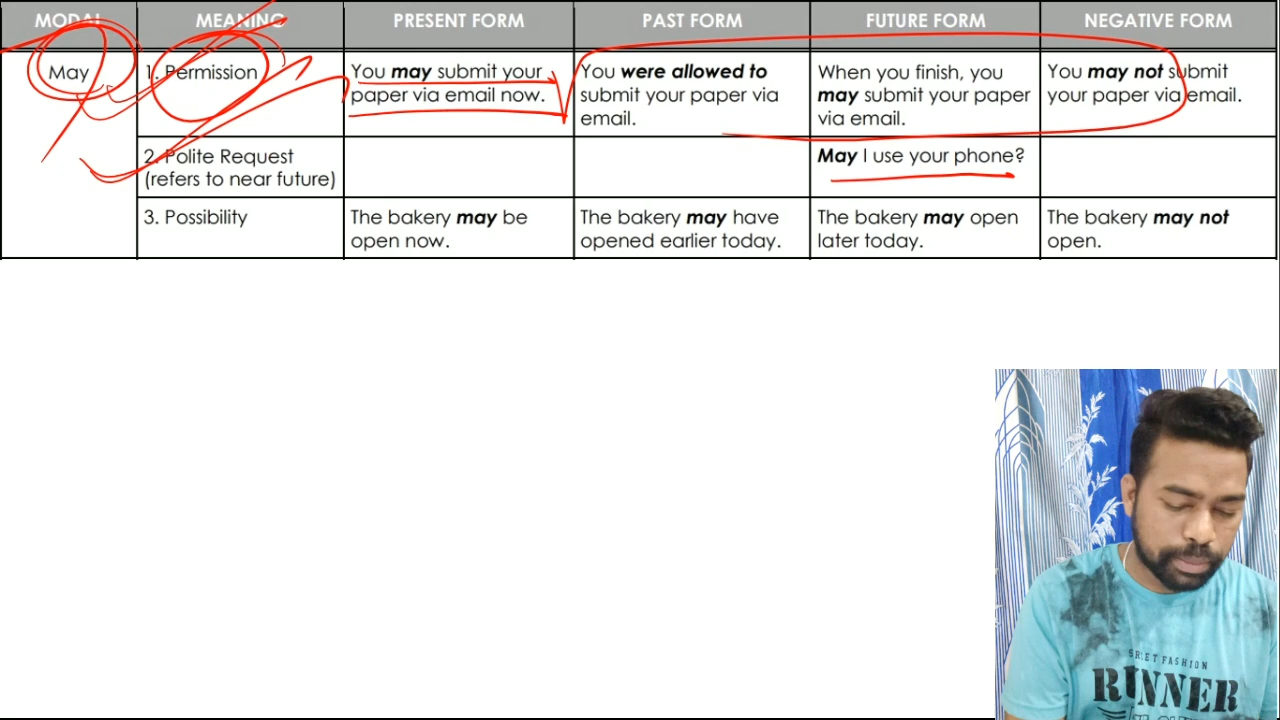 MODAL MEANING PRESENT FORM PAST FORM FUTURE FORM NEGATIVE FORM
May
1. Permission
You may submit your
paper via email now.
You were allowed to
submit your paper via
email.
When you finish, you
may submit your paper
via email.
You may not submit
your paper via email.
2. Polite Request
(refers to near future)
May I use your phone?
3. Possibility
The bakery may be
open now.
The bakery may have
opened earlier today.
The bakery may open
later today.
The bakery may not
open.
STREET FASHION
RUNNER